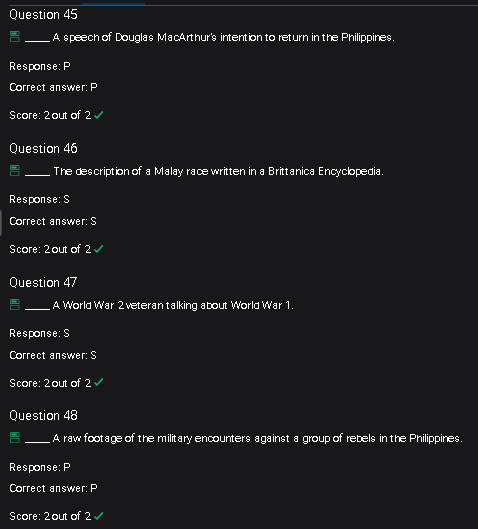 Question 45
_____ A speech of Douglas MacArthur's intention to return in the Philippines.
Response: P
Correct answer: P
Score: 2 out of 2
Question 46
_____ The description of a Malay race written in a Brittanica Encyclopedia.
Response: S
Correct answer: S
Score: 2 out of 2
Question 47
_____ A World War 2 veteran talking about World War 1.
Response: S
Correct answer: S
Score: 2 out of 2
Question 48
_____ A raw footage of the military encounters against a group of rebels in the Philippines.
Response: P
Correct answer: P
Score: 2 out of 2